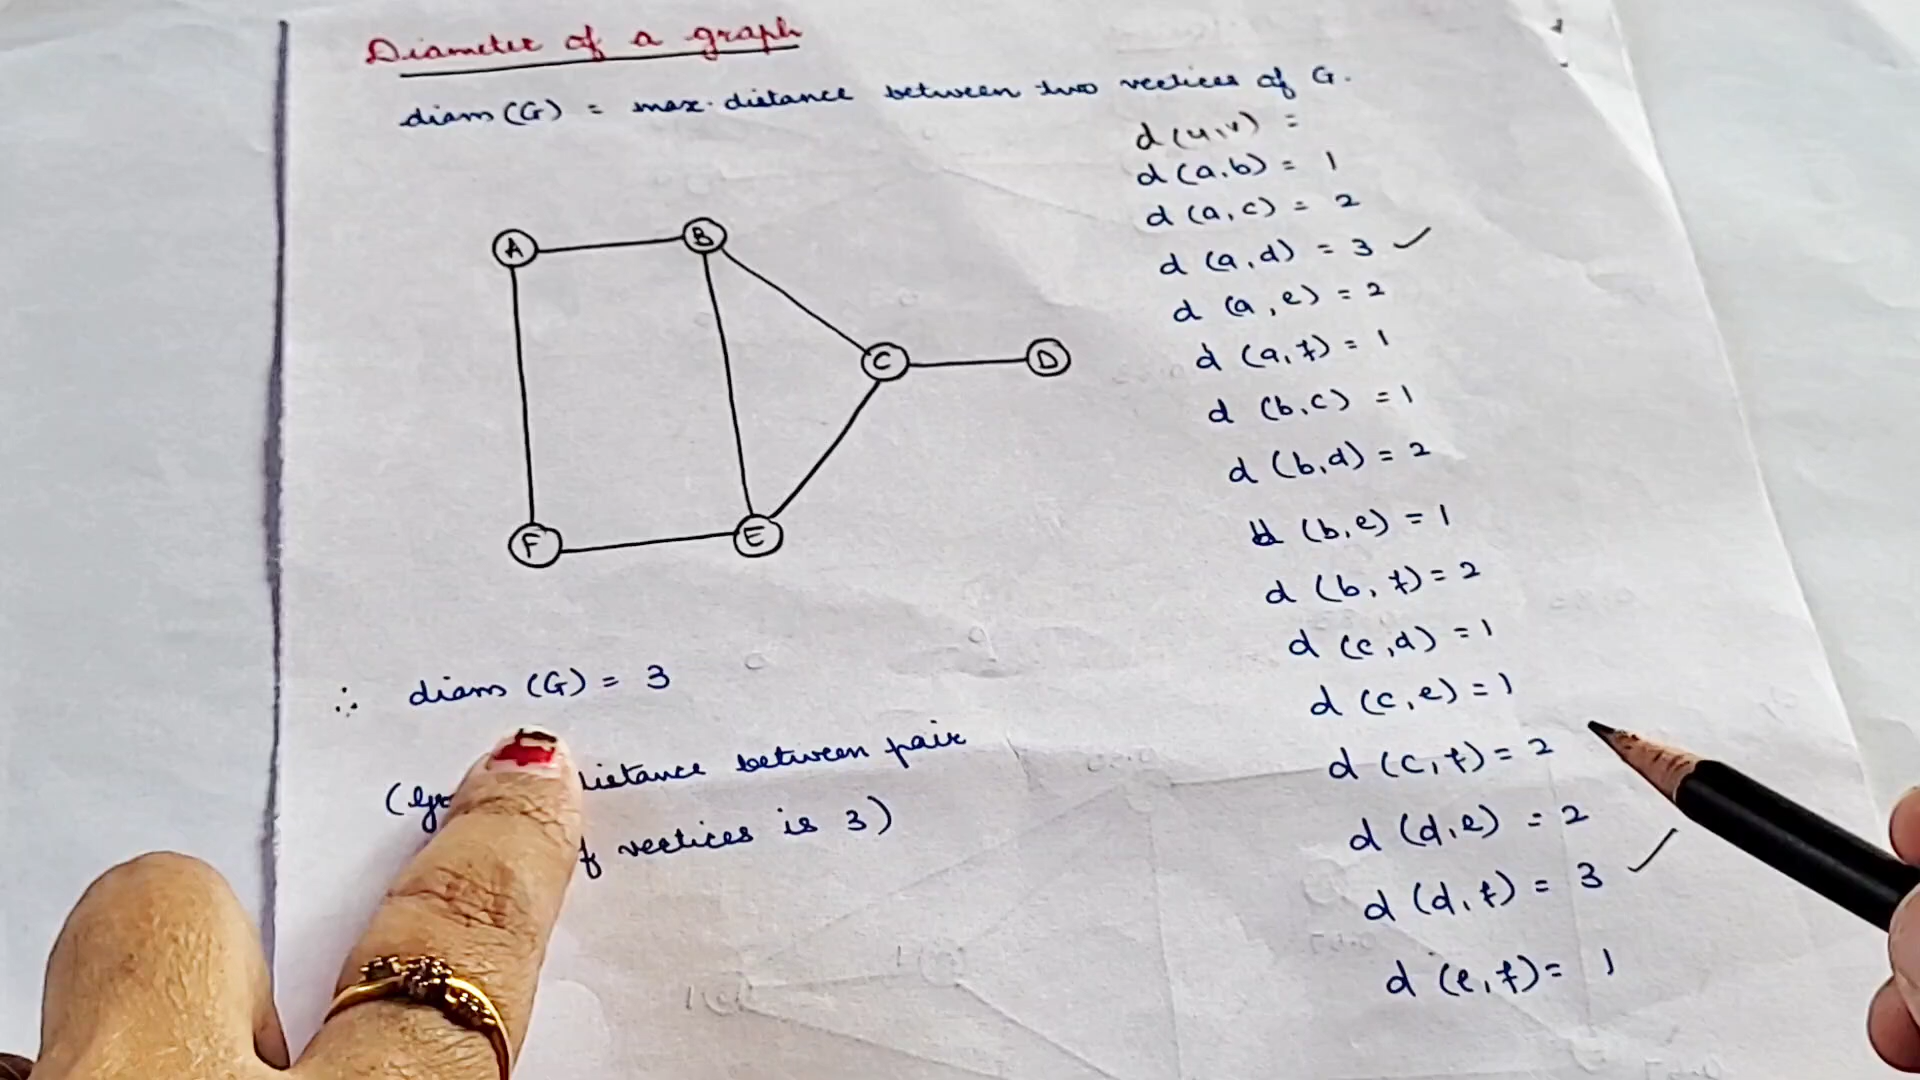 Diameter of a graph
diam (G) = max. distance between two vertices of G.
d (u,v) =
d (a,b) = 1
d (a,c) = 2
d (a,d) = 3 ✓
d (a,e) = 2
d (a,f) = 1
d (b,c) = 1
d (b,d) = 2
d (b,e) = 1
d (b,f) = 2
d (c,d) = 1
d (c,e) = 1
d (c,f) = 2
d (d,e) = 2
d (d,f) = 3 ✓
d (e,f) = 1
A
B
C
D
E
F
∴ diam (G) = 3
( distance between pair
of vertices is 3)